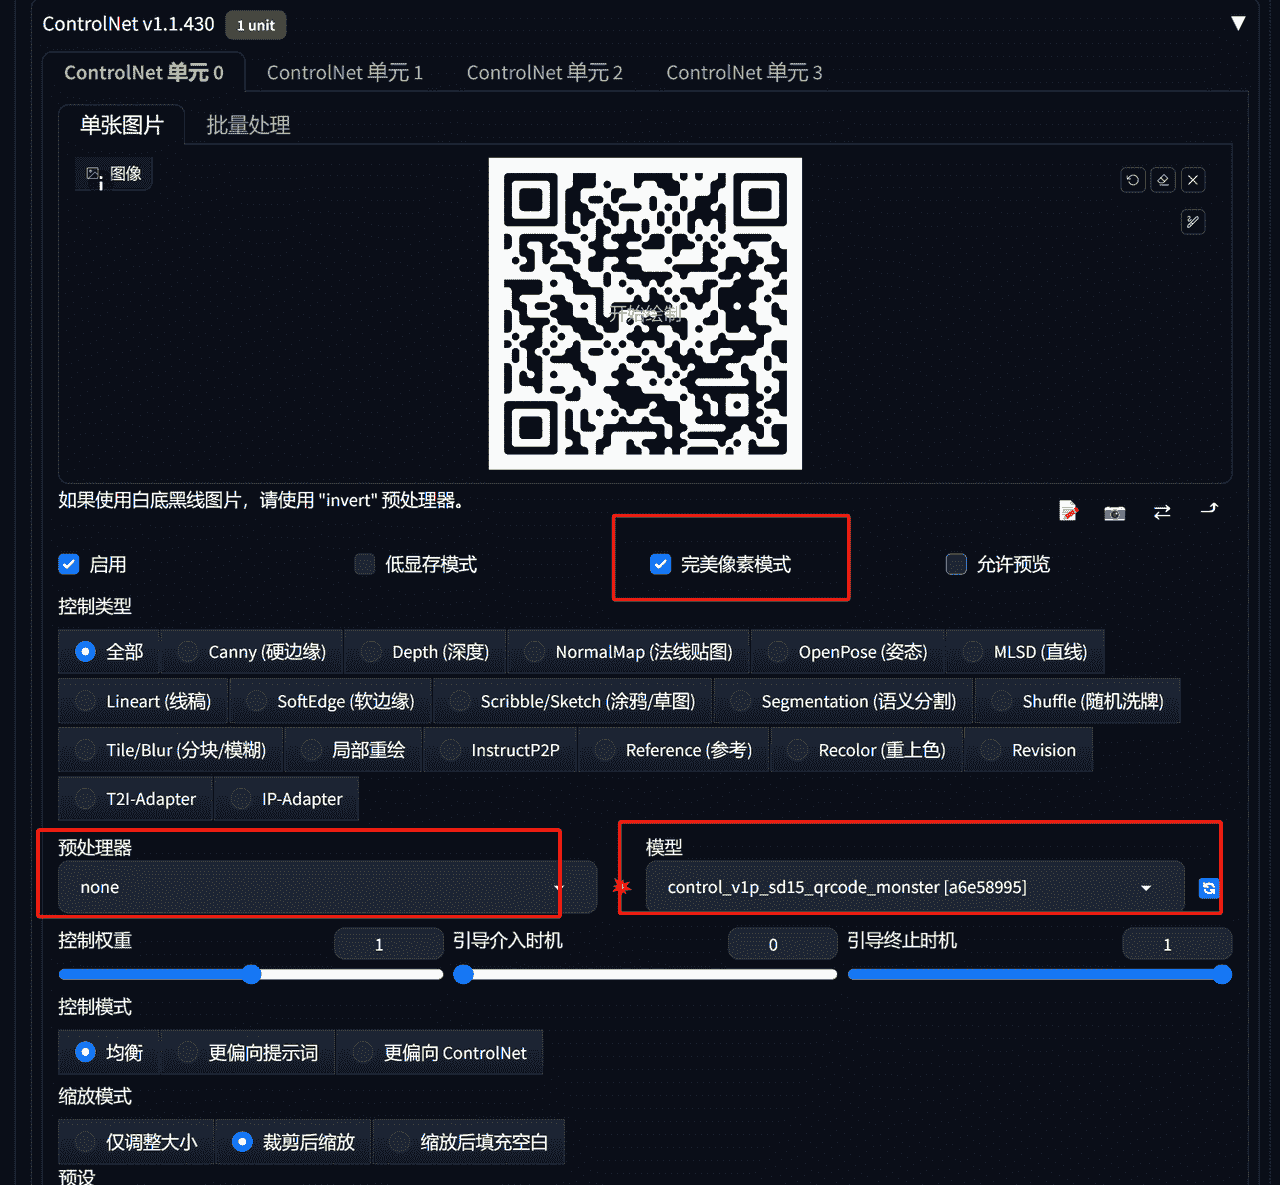 ControlNet v1.1.430 1 unit
ControlNet 单元 0 ControlNet 单元 1 ControlNet 单元 2 ControlNet 单元 3
单张图片 批量处理
图像
开始绘制
如果使用白底黑线图片，请使用 "invert" 预处理器。
启用 低显存模式 完美像素模式 允许预览
控制类型
全部 Canny (硬边缘) Depth (深度) NormalMap (法线贴图) OpenPose (姿态) MLSD (直线)
Lineart (线稿) SoftEdge (软边缘) Scribble/Sketch (涂鸦/草图) Segmentation (语义分割) Shuffle (随机洗牌)
Tile/Blur (分块/模糊) 局部重绘 InstructP2P Reference (参考) Recolor (重上色) Revision
T2I-Adapter IP-Adapter
预处理器 模型
none control_v1p_sd15_qrcode_monster [a6e58995]
控制权重 1 引导介入时机 0 引导终止时机 1
控制模式
均衡 更偏向提示词 更偏向 ControlNet
缩放模式
仅调整大小 裁剪后缩放 缩放后填充空白
预设